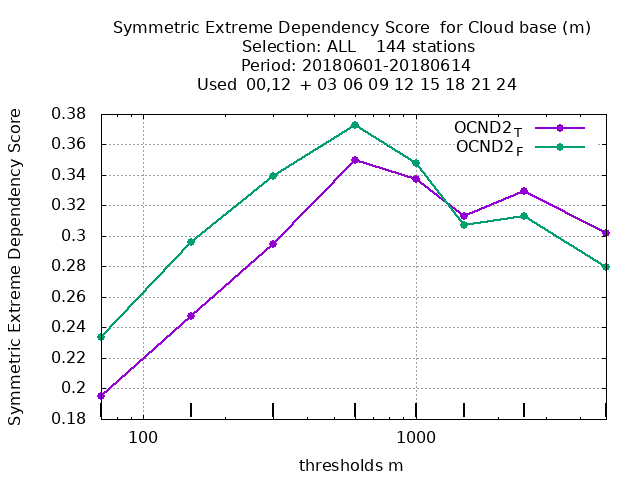 Symmetric Extreme Dependency Score  for Cloud base (m)
Selection: ALL    144 stations
Period: 20180601-20180614
Used  00,12  + 03 06 09 12 15 18 21 24
Symmetric Extreme Dependency Score
0.38
0.36
0.34
0.32
0.3
0.28
0.26
0.24
0.22
0.2
0.18
OCND2T
OCND2F
100
1000
thresholds m